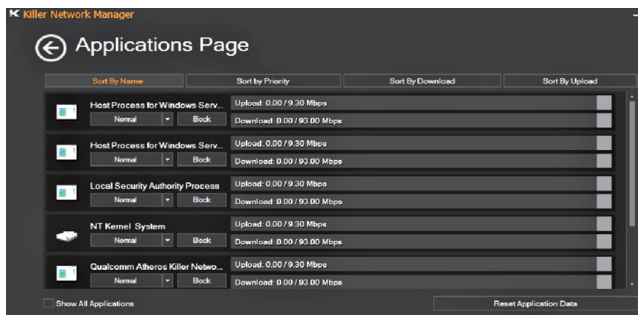 Killer Network Manager
Applications Page
Sort By Name Sort by Priority Sort By Download Sort By Upload
Host Process for Windows Serv... Upload: 0.00 / 9.30 Mbps
Normal Block Download: 0.00 / 93.00 Mbps
Host Process for Windows Serv... Upload: 0.00 / 9.30 Mbps
Normal Block Download: 0.00 / 93.00 Mbps
Local Security Authority Process Upload: 0.00 / 9.30 Mbps
Normal Block Download: 0.00 / 93.00 Mbps
NT Kernel System Upload: 0.00 / 9.30 Mbps
Normal Block Download: 0.00 / 93.00 Mbps
Qualcomm Atheros Killer Netwo... Upload: 0.00 / 9.30 Mbps
Normal Block Download: 0.00 / 93.00 Mbps
Show All Applications Reset Application Data